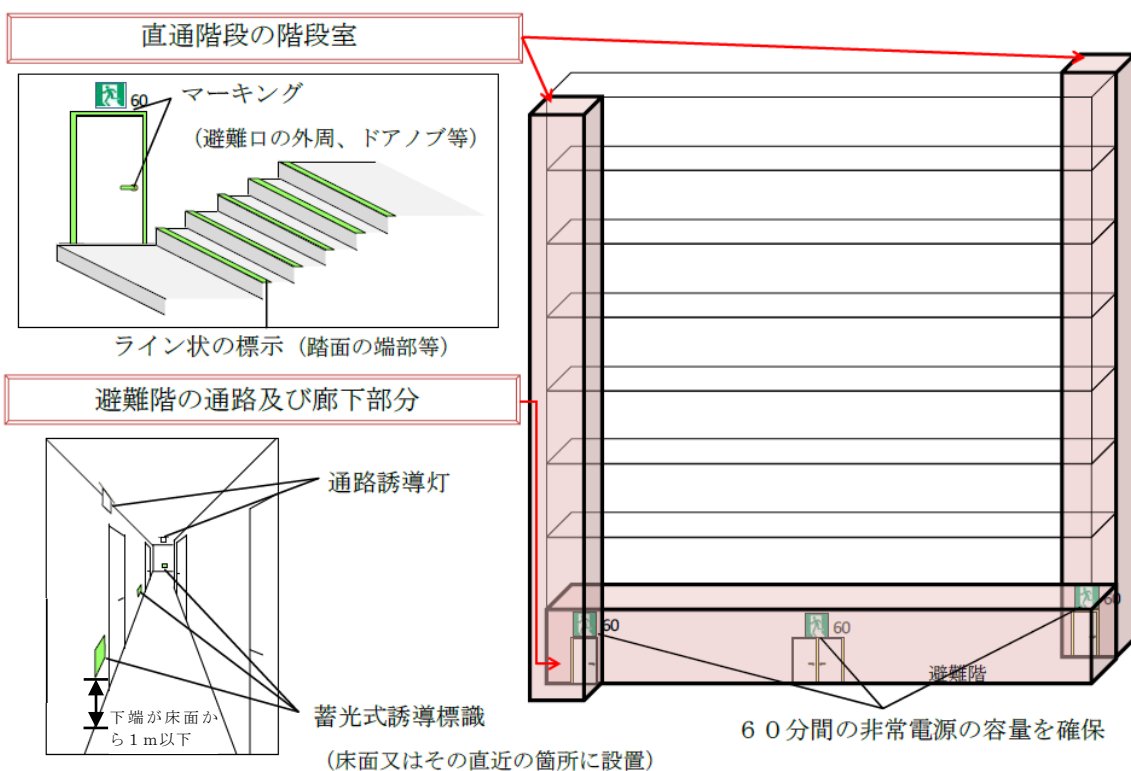 直通階段の階段室
60
マーキング
（避難口の外周、ドアノブ等）
ライン状の標示（踏面の端部等）
避難階の通路及び廊下部分
通路誘導灯
下端が床面か
ら１ｍ以下
蓄光式誘導標識
（床面又はその直近の箇所に設置）
60
60
60
避難階
６０分間の非常電源の容量を確保